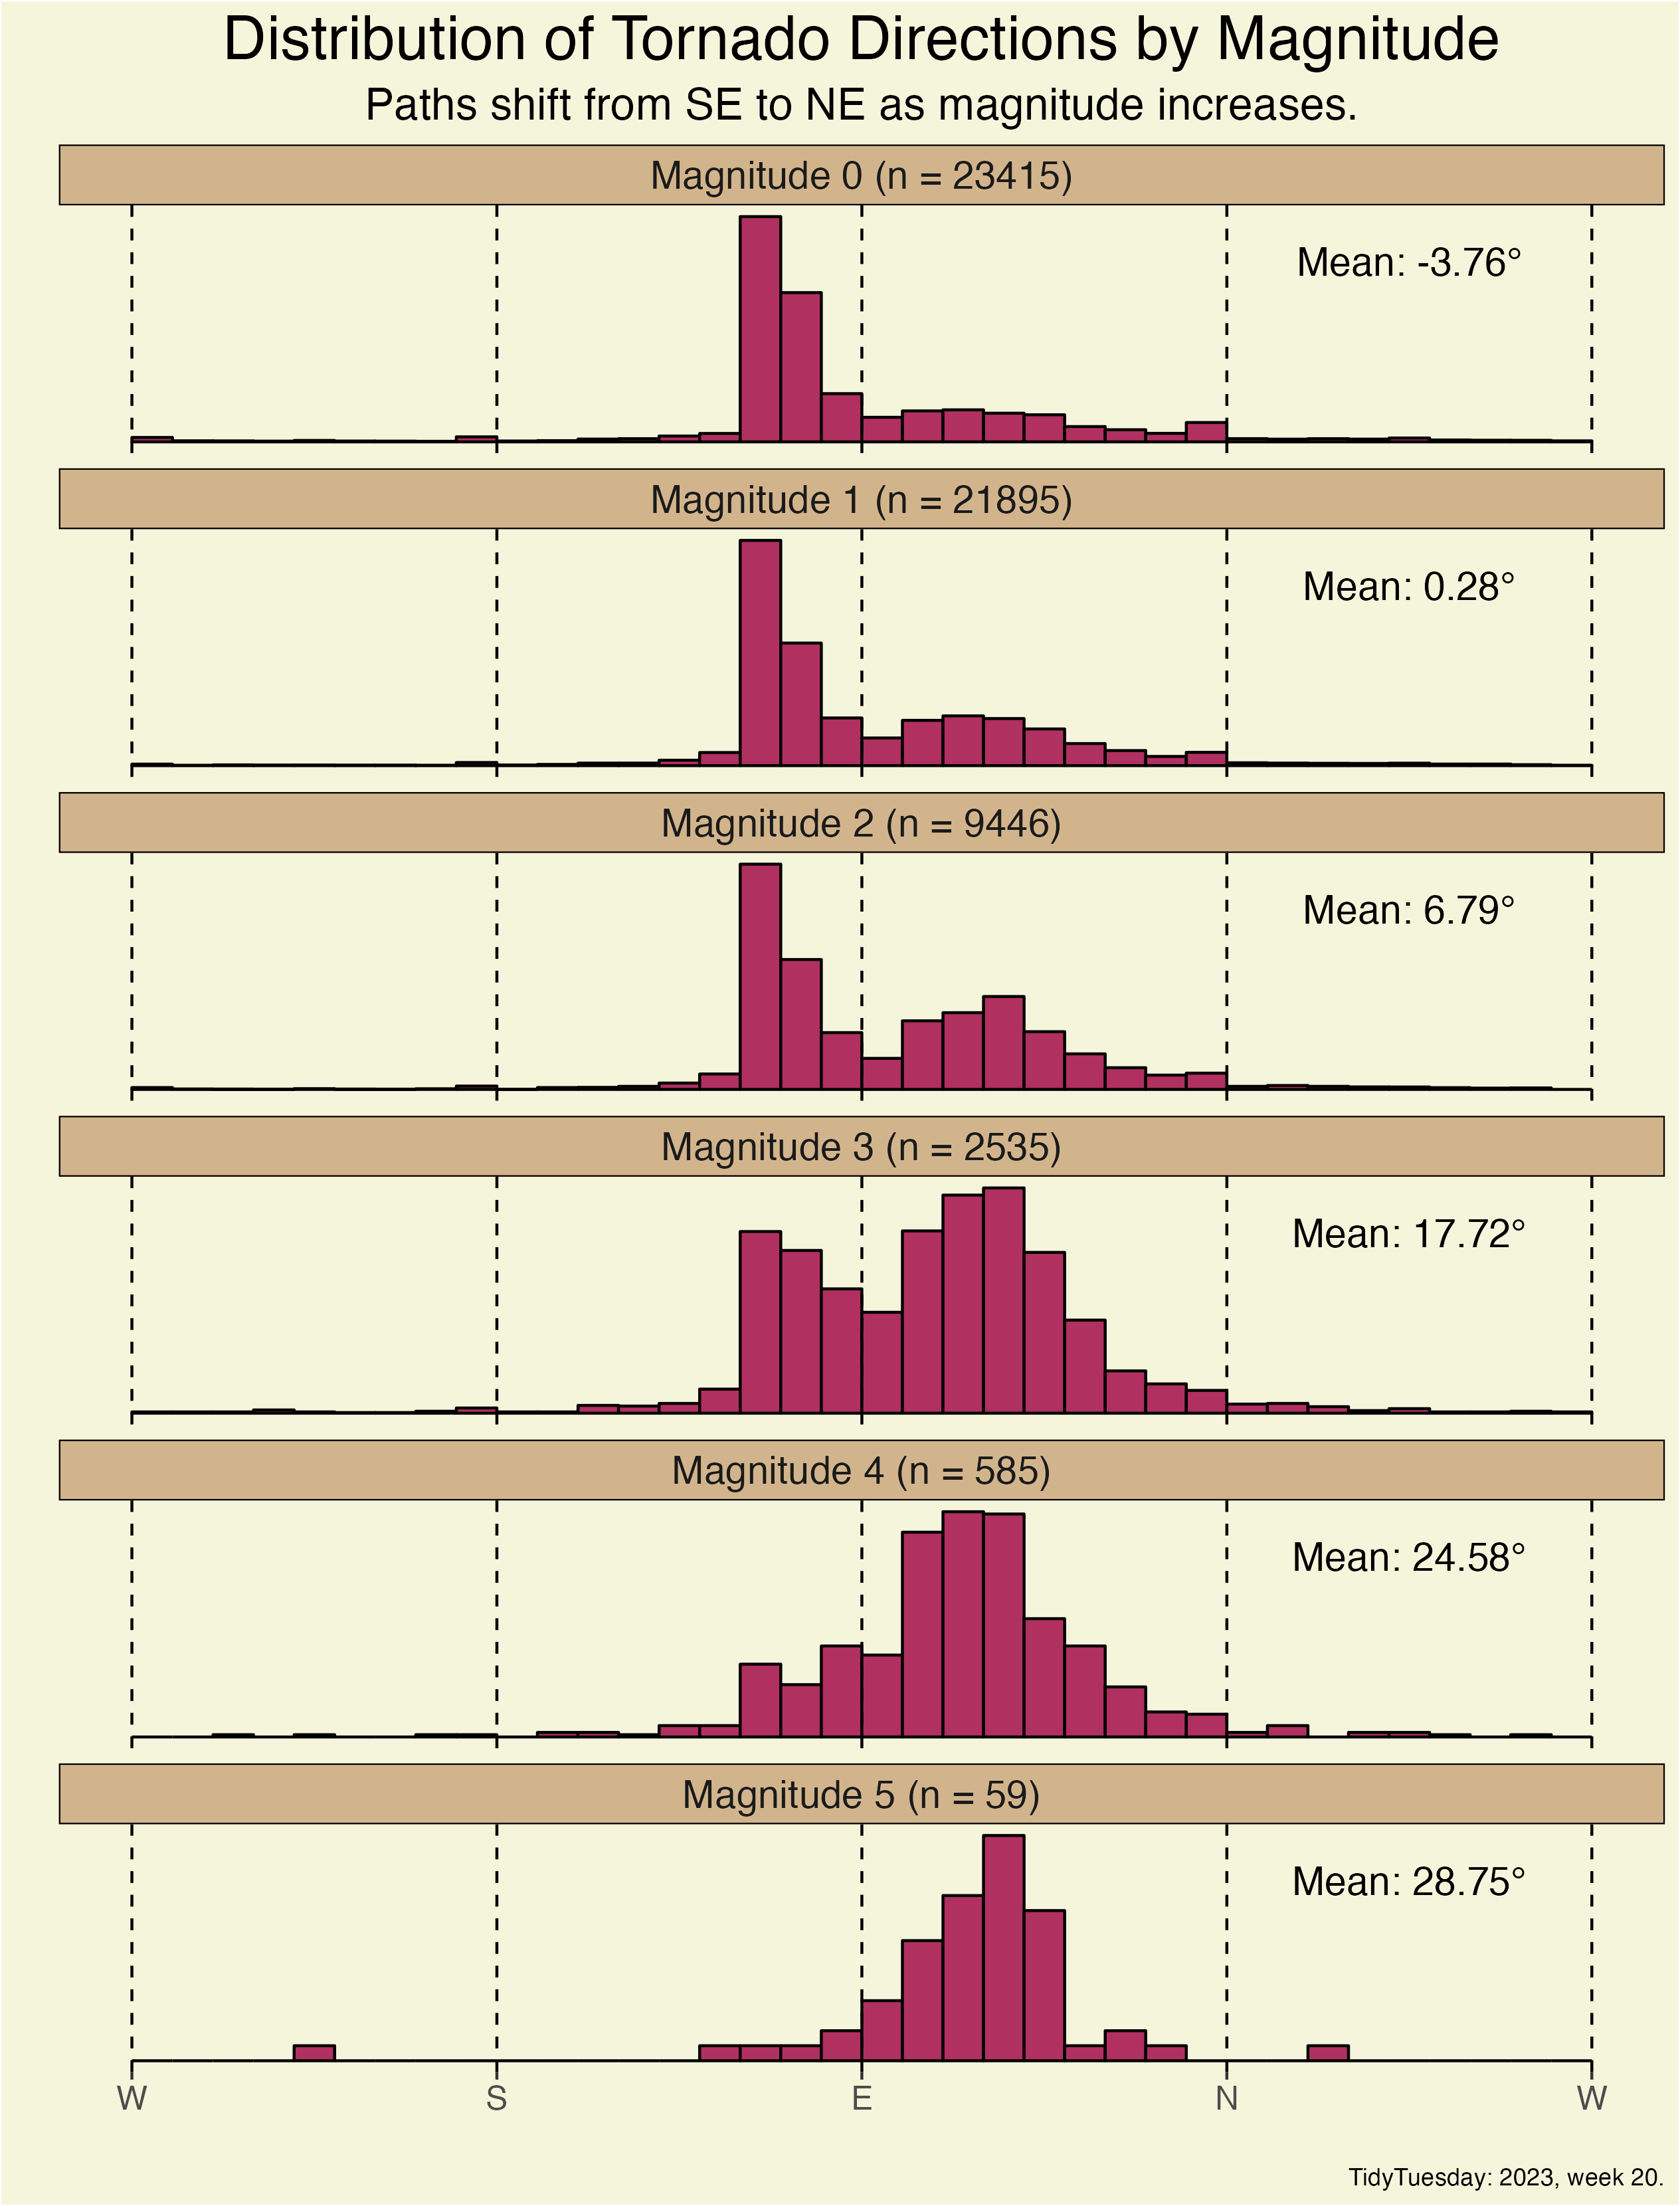 Distribution of Tornado Directions by Magnitude
Paths shift from SE to NE as magnitude increases.
Magnitude 0 (n = 23415)
Mean: -3.76°
Magnitude 1 (n = 21895)
Mean: 0.28°
Magnitude 2 (n = 9446)
Mean: 6.79°
Magnitude 3 (n = 2535)
Mean: 17.72°
Magnitude 4 (n = 585)
Mean: 24.58°
Magnitude 5 (n = 59)
Mean: 28.75°
W S E N W
TidyTuesday: 2023, week 20.